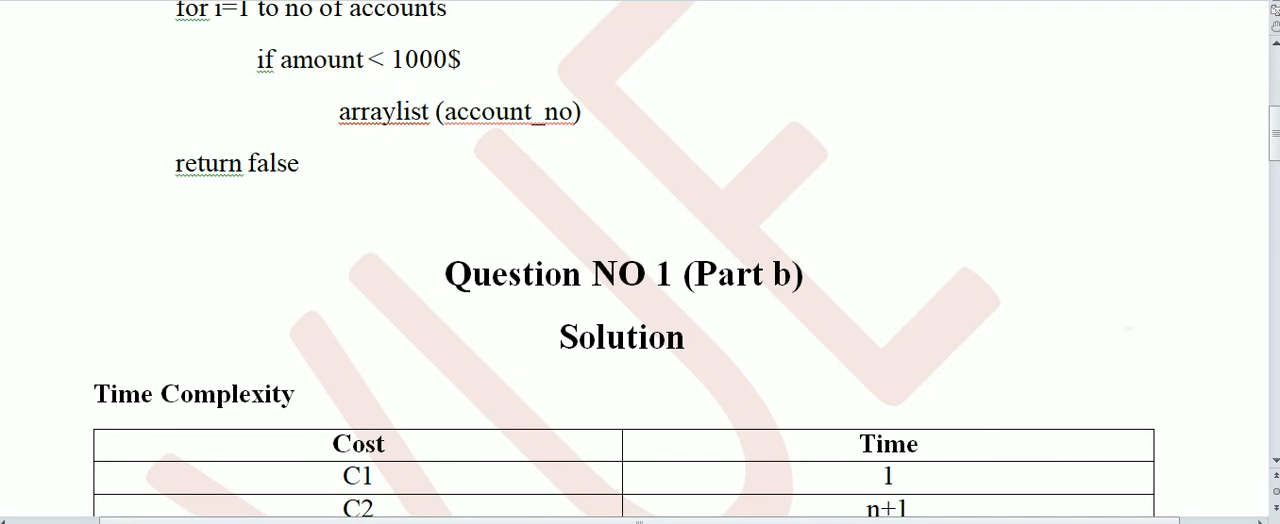 for i=1 to no of accounts
if amount < 1000$
arraylist (account_no)
return false
Question NO 1 (Part b)
Solution
Time Complexity
Cost Time
C1 1
C2 n+1